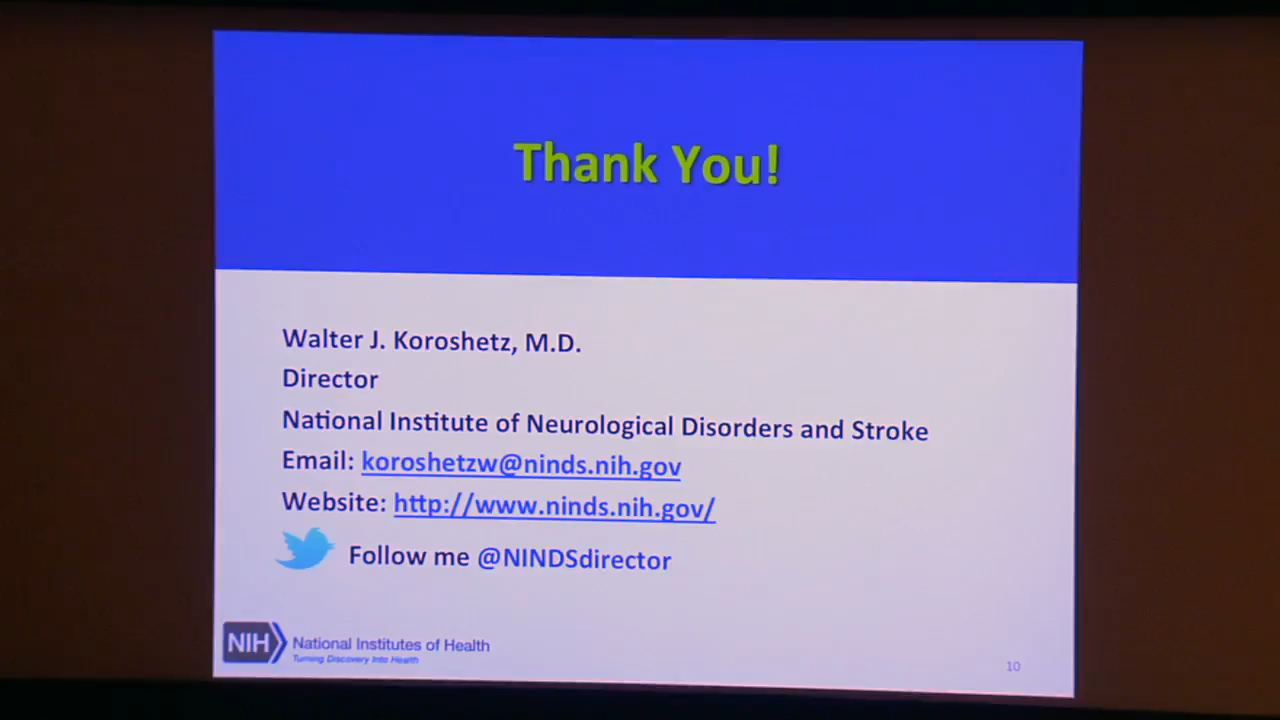 Thank You!
Walter J. Koroshetz, M.D.
Director
National Institute of Neurological Disorders and Stroke
Email: koroshetzw@ninds.nih.gov
Website: http://www.ninds.nih.gov/
Follow me @NINDSdirector
NIH National Institutes of Health
Turning Discovery Into Health
10